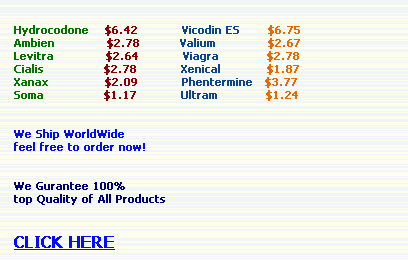 Hydrocodone $6.42 Vicodin ES $6.75
Ambien $2.78 Valium $2.67
Levitra $2.64 Viagra $2.78
Cialis $2.78 Xenical $1.87
Xanax $2.09 Phentermine $3.77
Soma $1.17 Ultram $1.24
We Ship WorldWide
feel free to order now!
We Gurantee 100%
top Quality of All Products
CLICK HERE